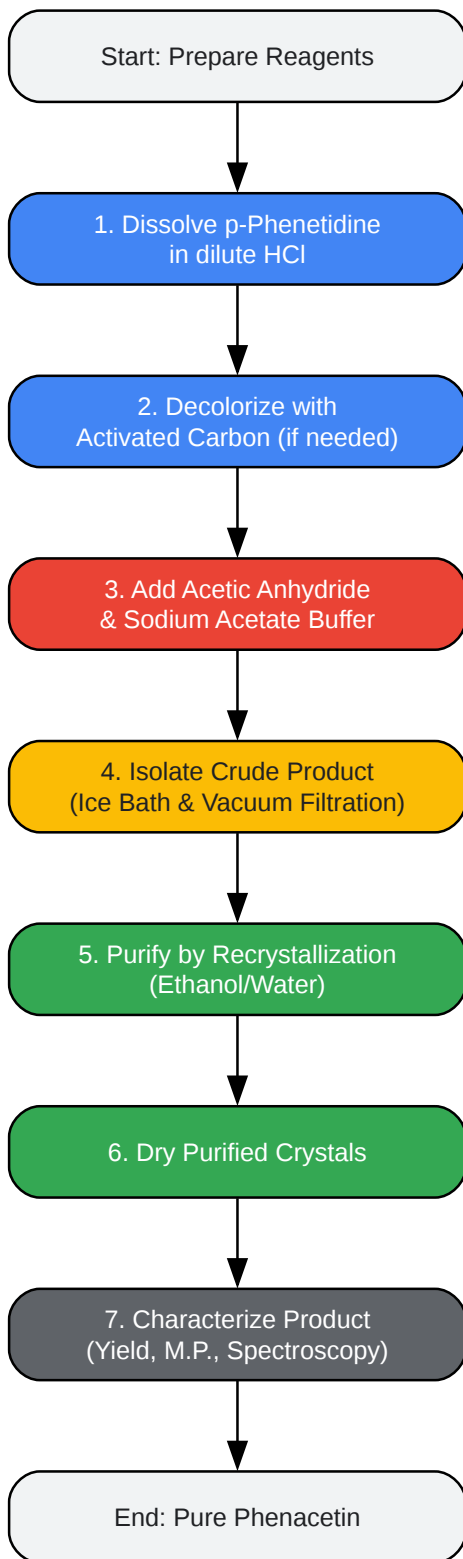 Start: Prepare Reagents
1. Dissolve p-Phenetidine
in dilute HCl
2. Decolorize with
Activated Carbon (if needed)
3. Add Acetic Anhydride
& Sodium Acetate Buffer
4. Isolate Crude Product
(Ice Bath & Vacuum Filtration)
5. Purify by Recrystallization
(Ethanol/Water)
6. Dry Purified Crystals
7. Characterize Product
(Yield, M.P., Spectroscopy)
End: Pure Phenacetin